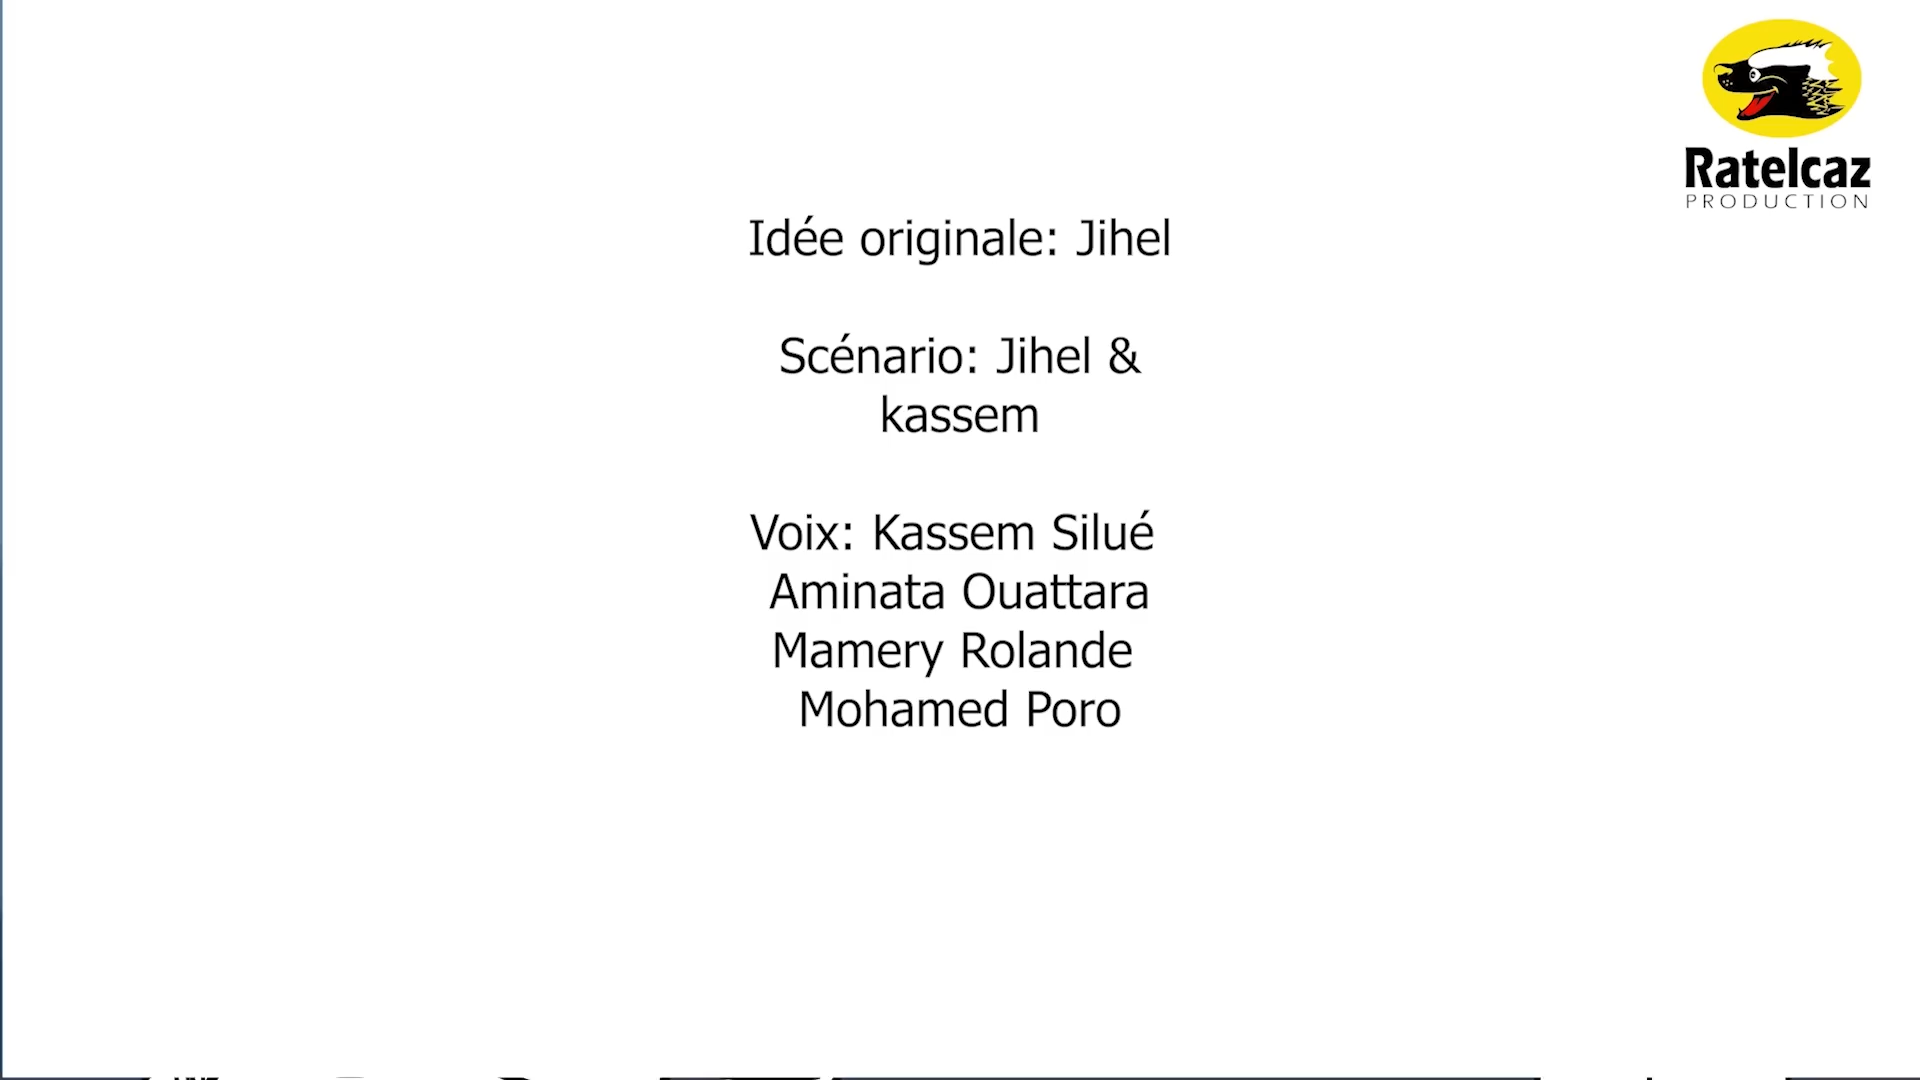 Ratelcaz
PRODUCTION
Idée originale: Jihel
Scénario: Jihel &
kassem
Voix: Kassem Silué
Aminata Ouattara
Mamery Rolande
Mohamed Poro